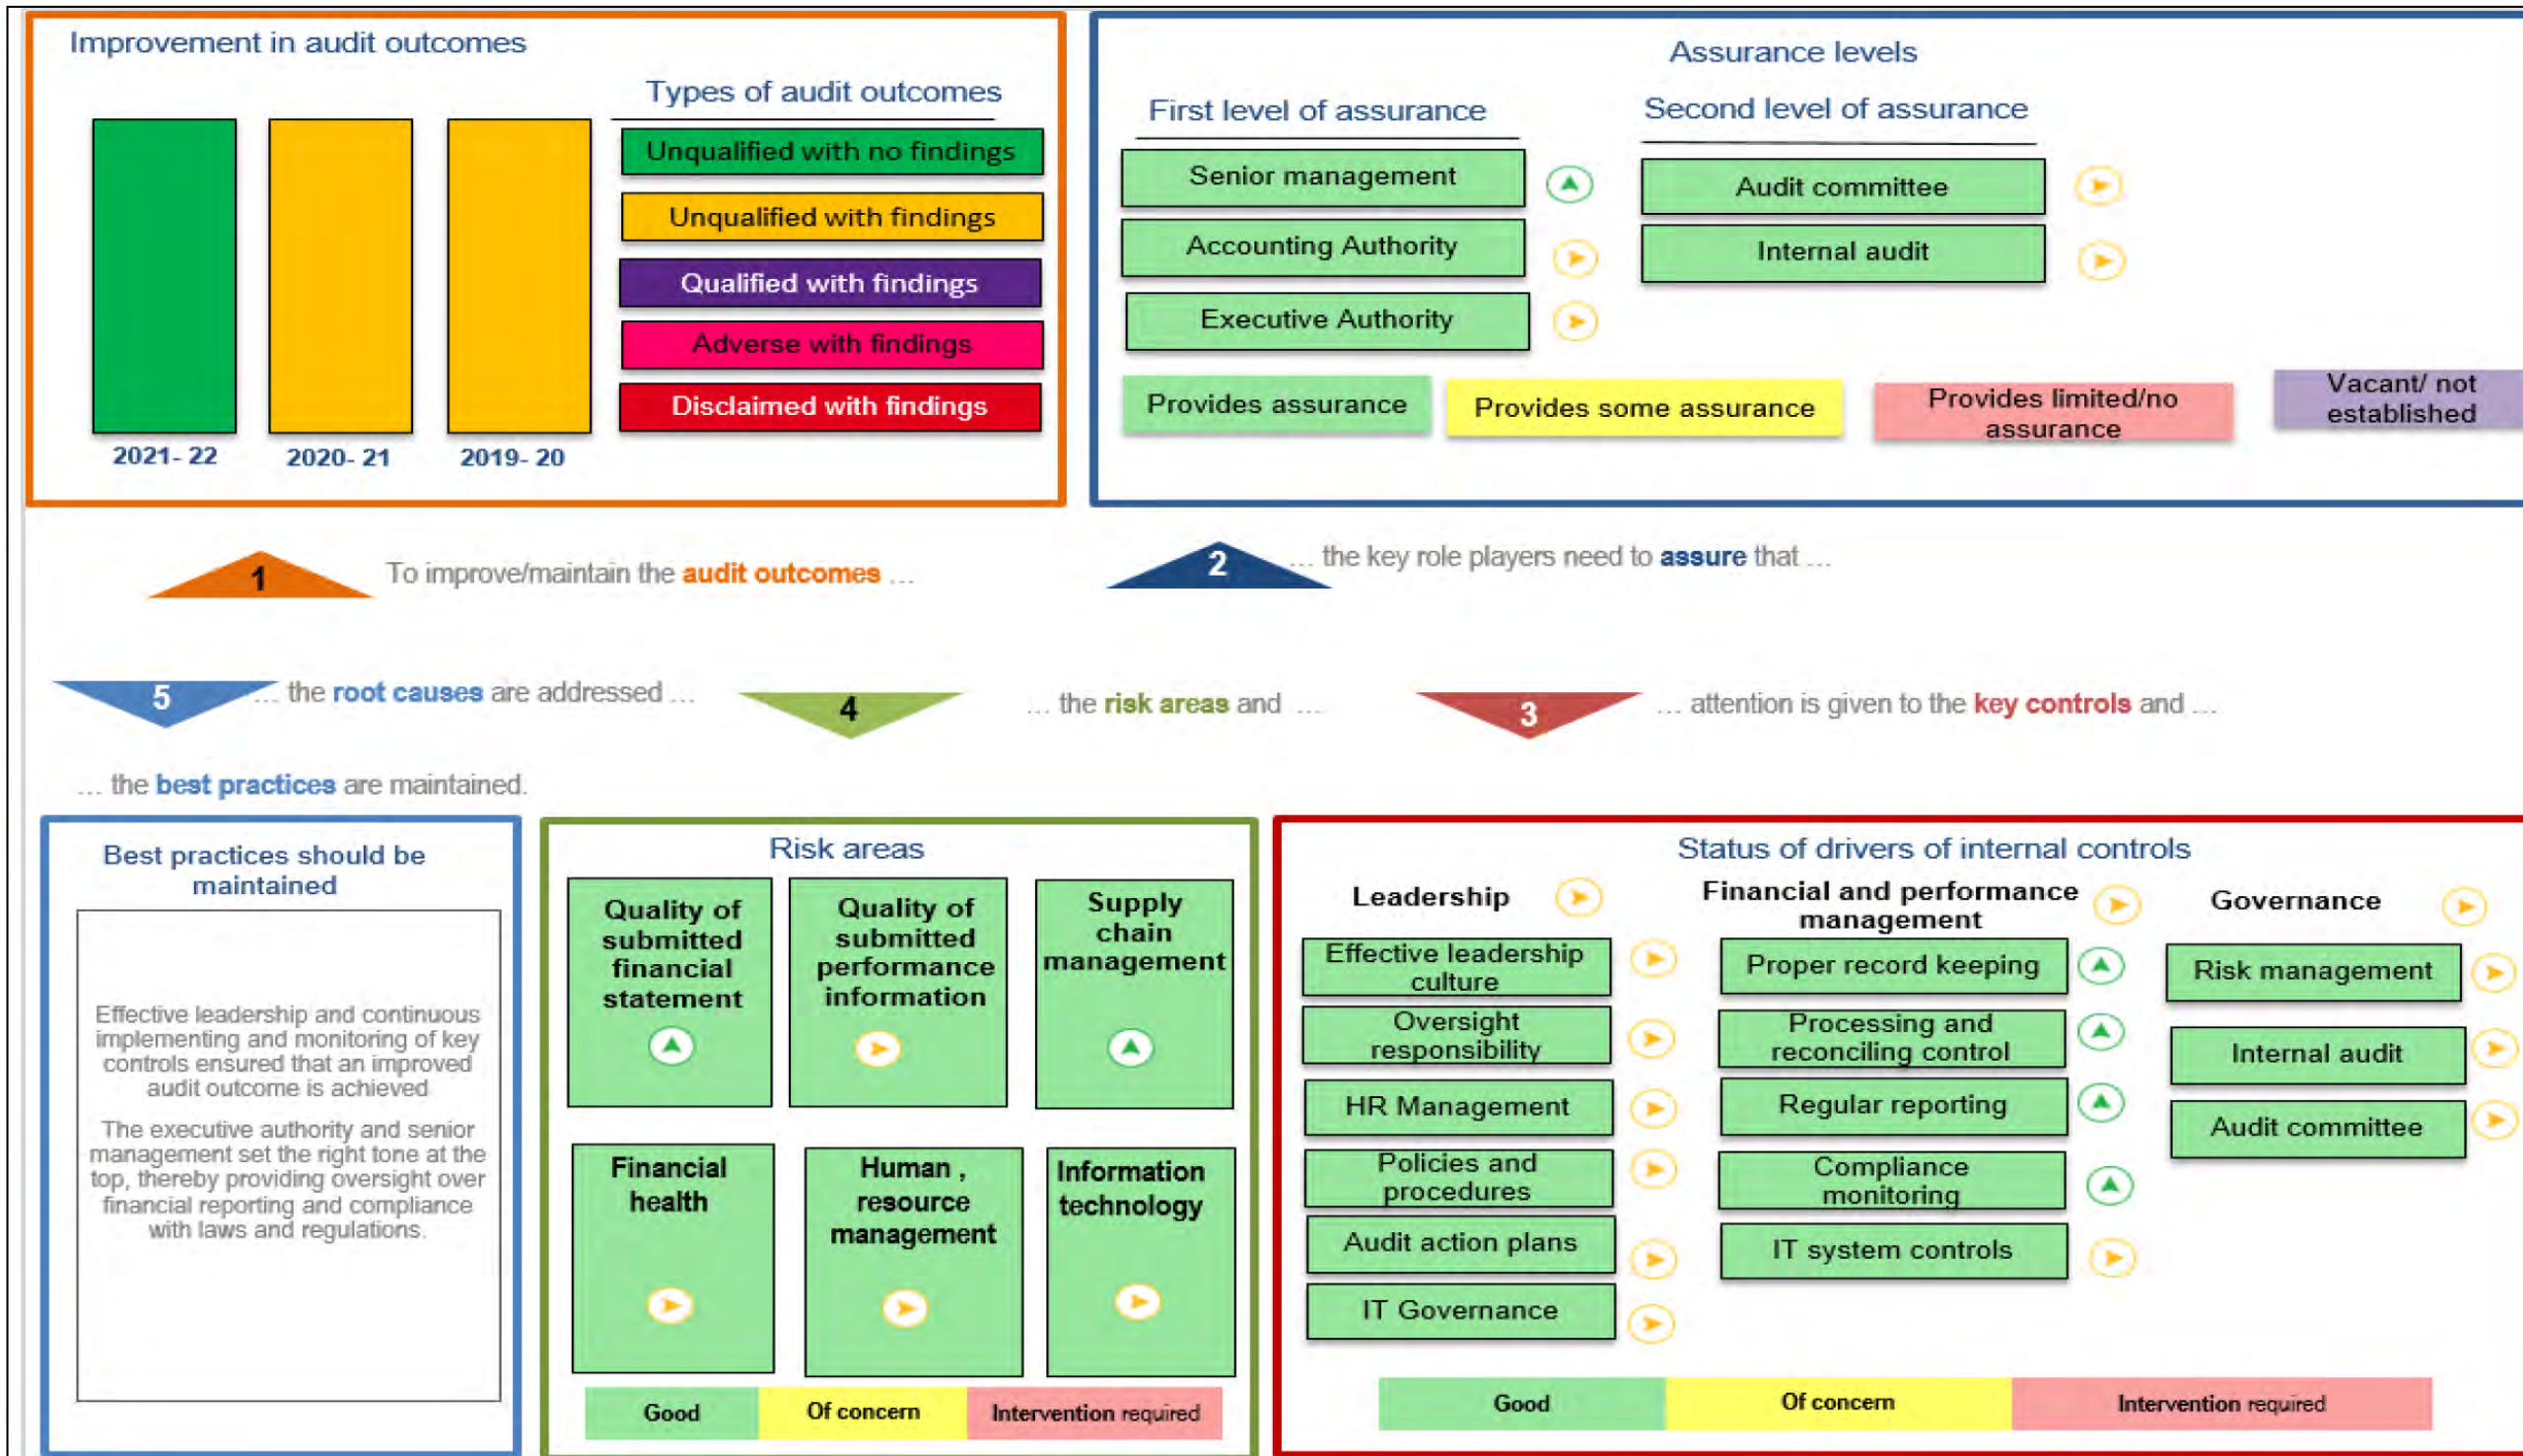 Improvement in audit outcomes
Types of audit outcomes
Unqualified with no findings
Unqualified with findings
Qualified with findings
Adverse with findings
Disclaimed with findings
2021- 22
2020- 21
2019- 20
Assurance levels
First level of assurance
Senior management
Accounting Authority
Executive Authority
Second level of assurance
Audit committee
Internal audit
Provides assurance
Provides some assurance
Provides limited/no
assurance
Vacant/ not
established
1
To improve/maintain the audit outcomes ...
2
... the key role players need to assure that ...
5
... the root causes are addressed ...
4
... the risk areas and ...
3
... attention is given to the key controls and ...
... the best practices are maintained.
Best practices should be
maintained
Effective leadership and continuous
implementing and monitoring of key
controls ensured that an improved
audit outcome is achieved
The executive authority and senior
management set the right tone at the
top, thereby providing oversight over
financial reporting and compliance
with laws and regulations.
Risk areas
Quality of
submitted
financial
statement
Quality of
submitted
performance
information
Supply
chain
management
Financial
health
Human ,
resource
management
Information
technology
Good
Of concern
Intervention required
Status of drivers of internal controls
Leadership
Effective leadership
culture
Oversight
responsibility
HR Management
Policies and
procedures
Audit action plans
IT Governance
Financial and performance
management
Proper record keeping
Processing and
reconciling control
Regular reporting
Compliance
monitoring
IT system controls
Governance
Risk management
Internal audit
Audit committee
Good
Of concern
Intervention required